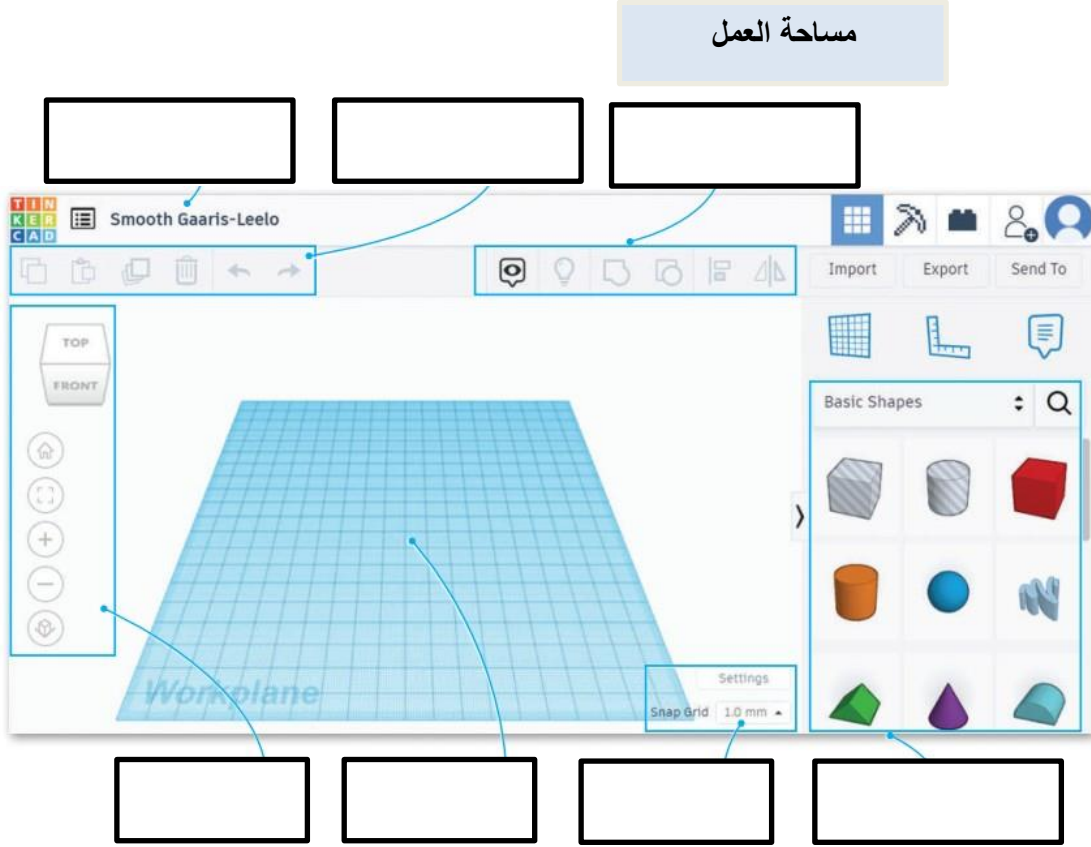 مساحة العمل
TIN
KER
CAD
Smooth Gaaris-Leelo
Import Export Send To
TOP
FRONT
Basic Shapes
Workplane
Settings
Snap Grid 1.0 mm